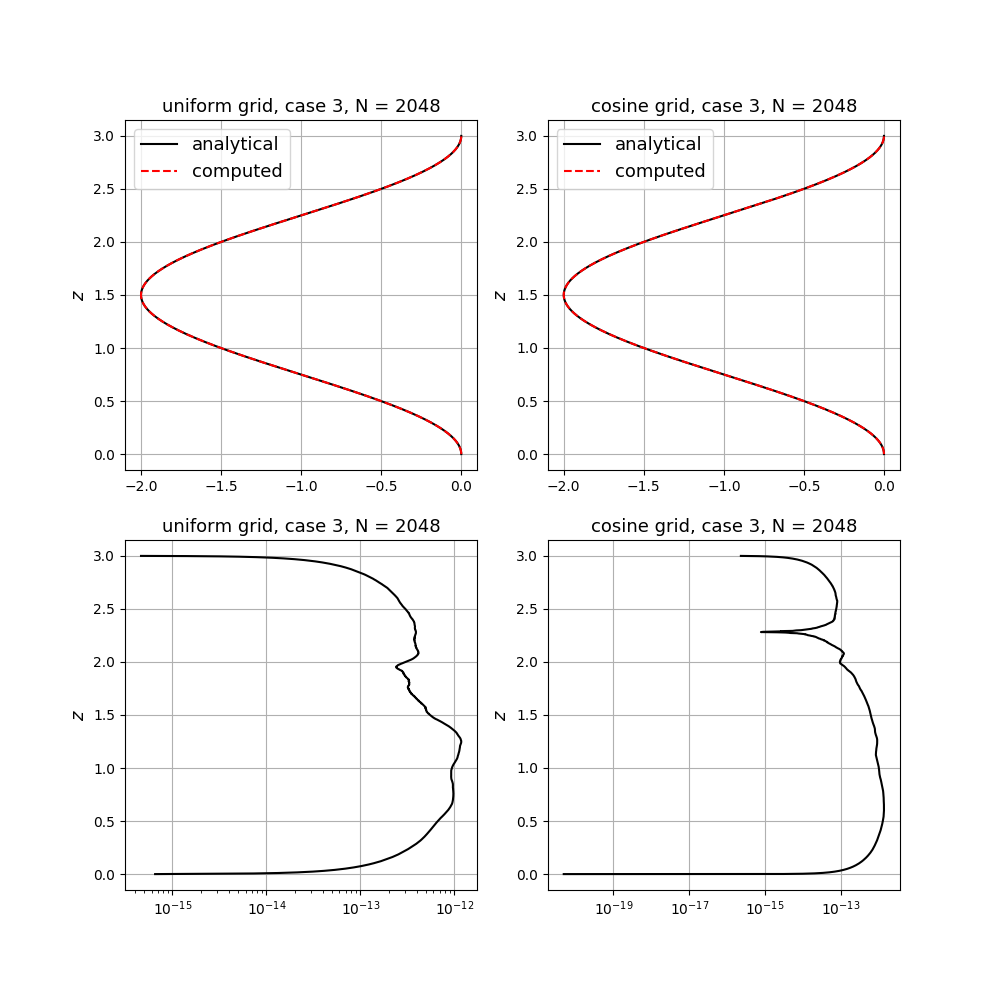 uniform grid, case 3, N = 2048
analytical
computed
3.0
2.5
2.0
1.5
1.0
0.5
0.0
z
−2.0 −1.5 −1.0 −0.5 0.0
cosine grid, case 3, N = 2048
analytical
computed
3.0
2.5
2.0
1.5
1.0
0.5
0.0
z
−2.0 −1.5 −1.0 −0.5 0.0
uniform grid, case 3, N = 2048
3.0
2.5
2.0
1.5
1.0
0.5
0.0
z
10⁻¹⁵ 10⁻¹⁴ 10⁻¹³ 10⁻¹²
cosine grid, case 3, N = 2048
3.0
2.5
2.0
1.5
1.0
0.5
0.0
z
10⁻¹⁹ 10⁻¹⁷ 10⁻¹⁵ 10⁻¹³